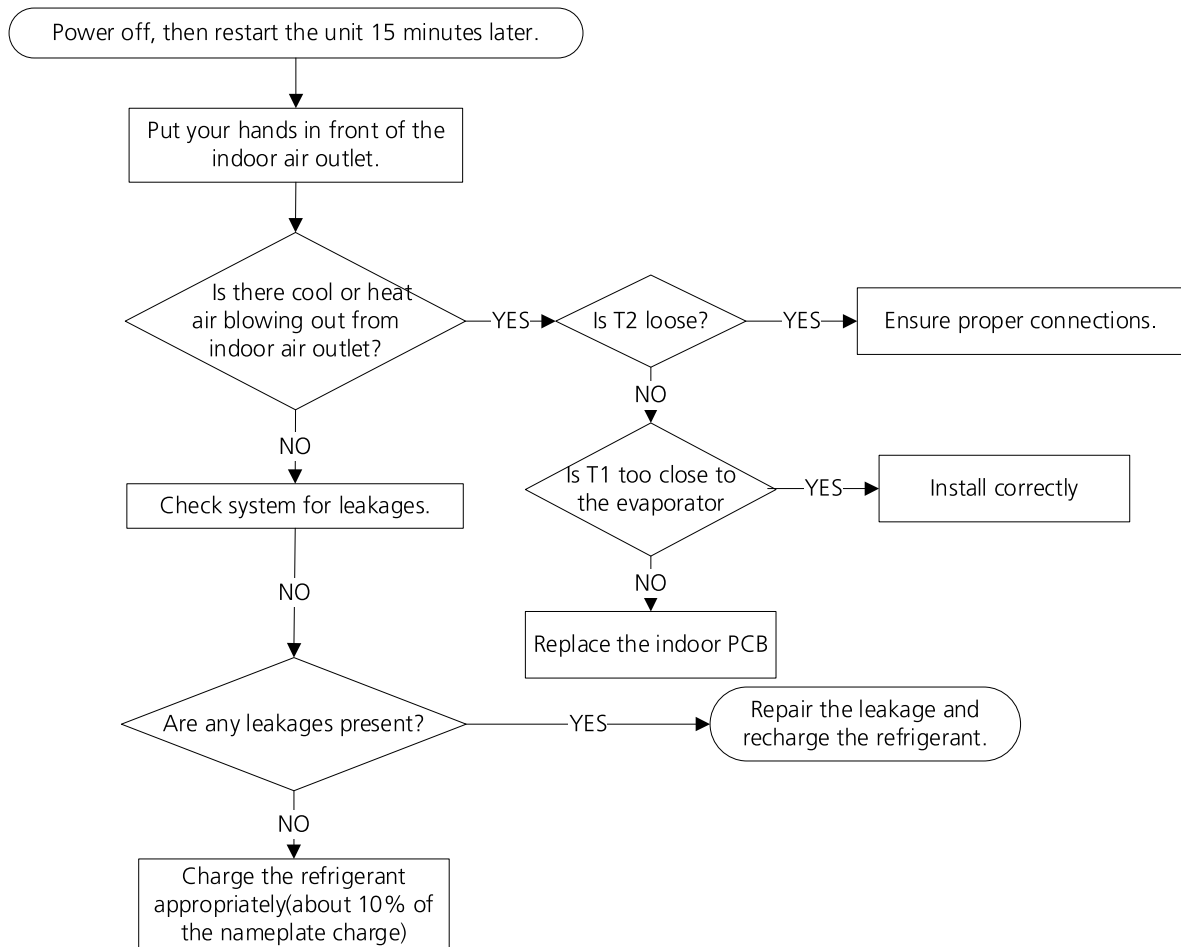 Power off, then restart the unit 15 minutes later.
Put your hands in front of the
indoor air outlet.
Is there cool or heat
air blowing out from
indoor air outlet?
YES
Is T2 loose?
YES
Ensure proper connections.
NO
NO
Is T1 too close to
the evaporator
YES
Install correctly
Check system for leakages.
NO
NO
Replace the indoor PCB
Are any leakages present?
YES
Repair the leakage and
recharge the refrigerant.
NO
Charge the refrigerant
appropriately(about 10% of
the nameplate charge)